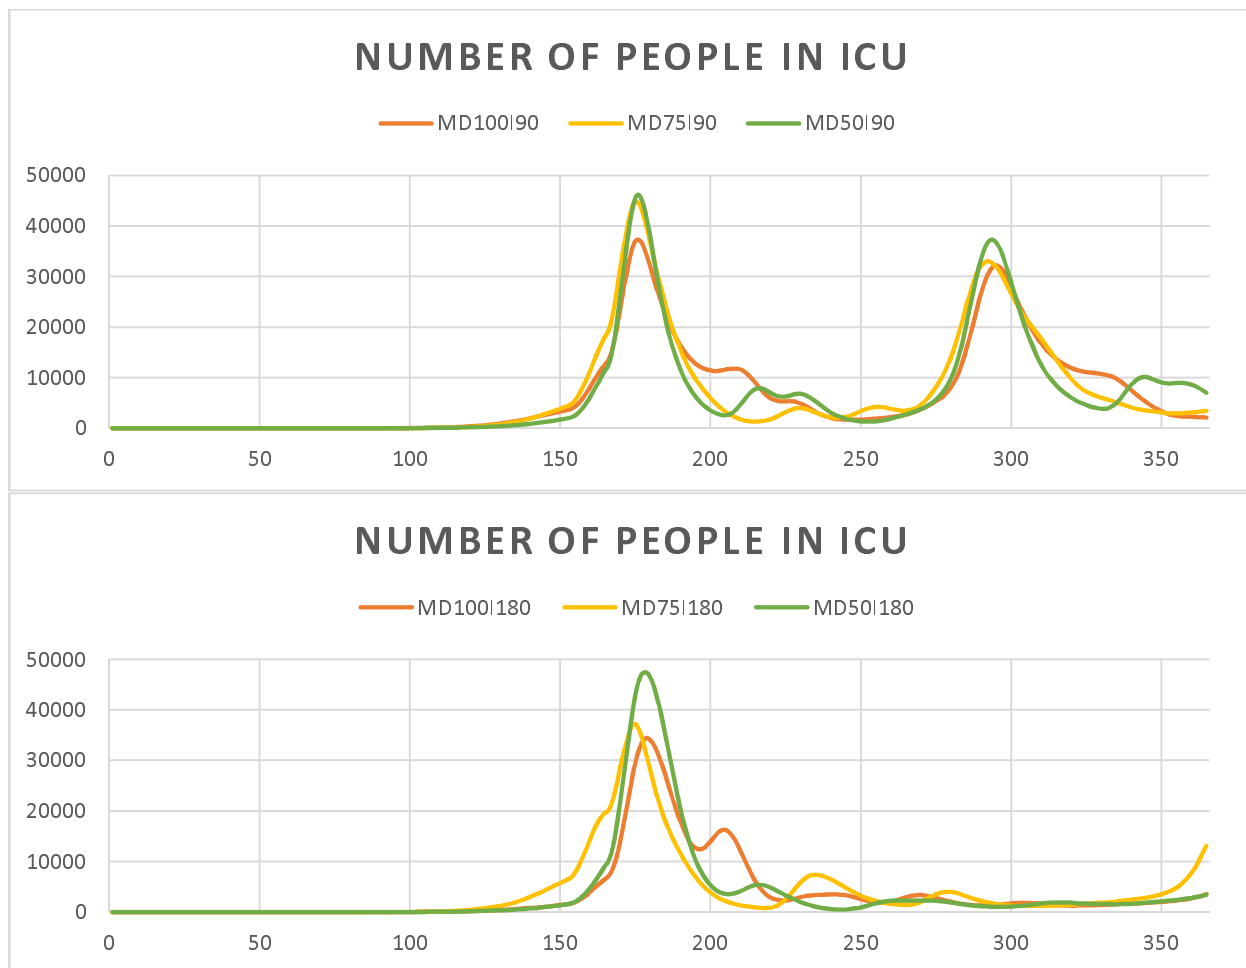 NUMBER OF PEOPLE IN ICU
MD100I90 MD75I90 MD50I90
50000
40000
30000
20000
10000
0
0 50 100 150 200 250 300 350
NUMBER OF PEOPLE IN ICU
MD100I180 MD75I180 MD50I180
50000
40000
30000
20000
10000
0
0 50 100 150 200 250 300 350